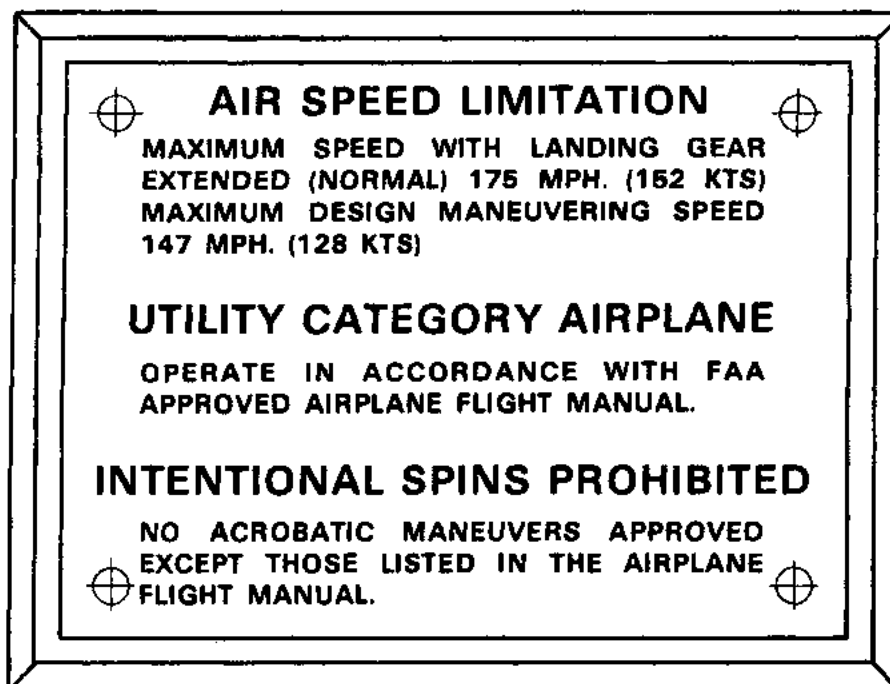 AIR SPEED LIMITATION
MAXIMUM SPEED WITH LANDING GEAR
EXTENDED (NORMAL) 175 MPH. (152 KTS)
MAXIMUM DESIGN MANEUVERING SPEED
147 MPH. (128 KTS)
UTILITY CATEGORY AIRPLANE
OPERATE IN ACCORDANCE WITH FAA
APPROVED AIRPLANE FLIGHT MANUAL.
INTENTIONAL SPINS PROHIBITED
NO ACROBATIC MANEUVERS APPROVED
EXCEPT THOSE LISTED IN THE AIRPLANE
FLIGHT MANUAL.